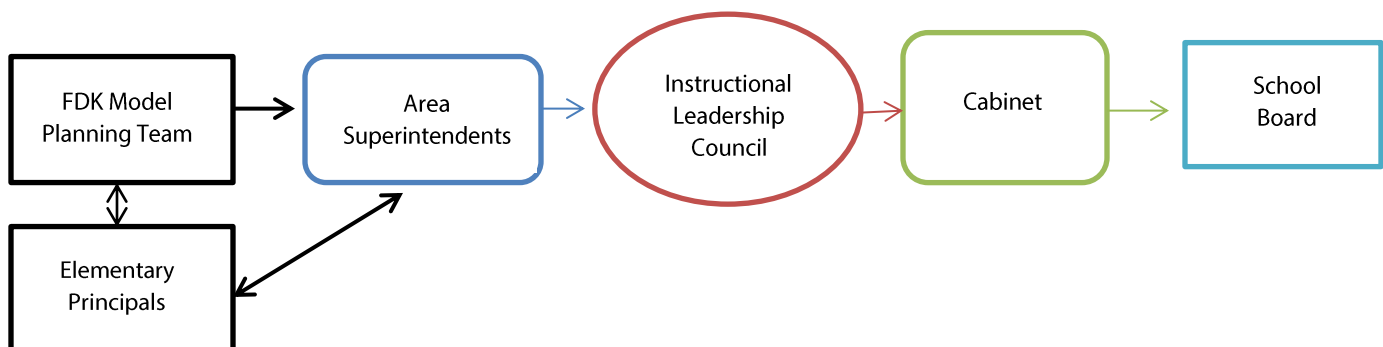 FDK Model
Planning Team
Area
Superintendents
Instructional
Leadership
Council
Cabinet
School
Board
Elementary
Principals